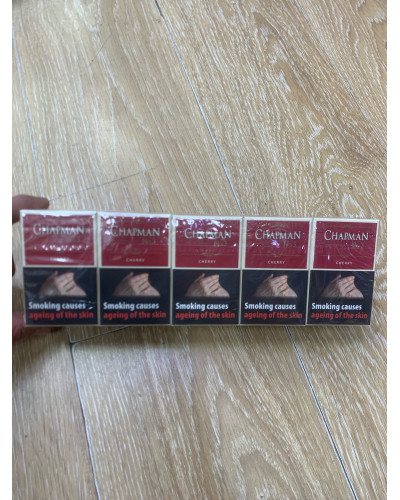 CHAPMAN
CHERRY
Smoking causes
ageing of the skin
CHAPMAN
CHERRY
Smoking causes
ageing of the skin
CHAPMAN
CHERRY
Smoking causes
ageing of the skin
CHAPMAN
CHERRY
Smoking causes
ageing of the skin
CHAPMAN
CHERRY
Smoking causes
ageing of the skin